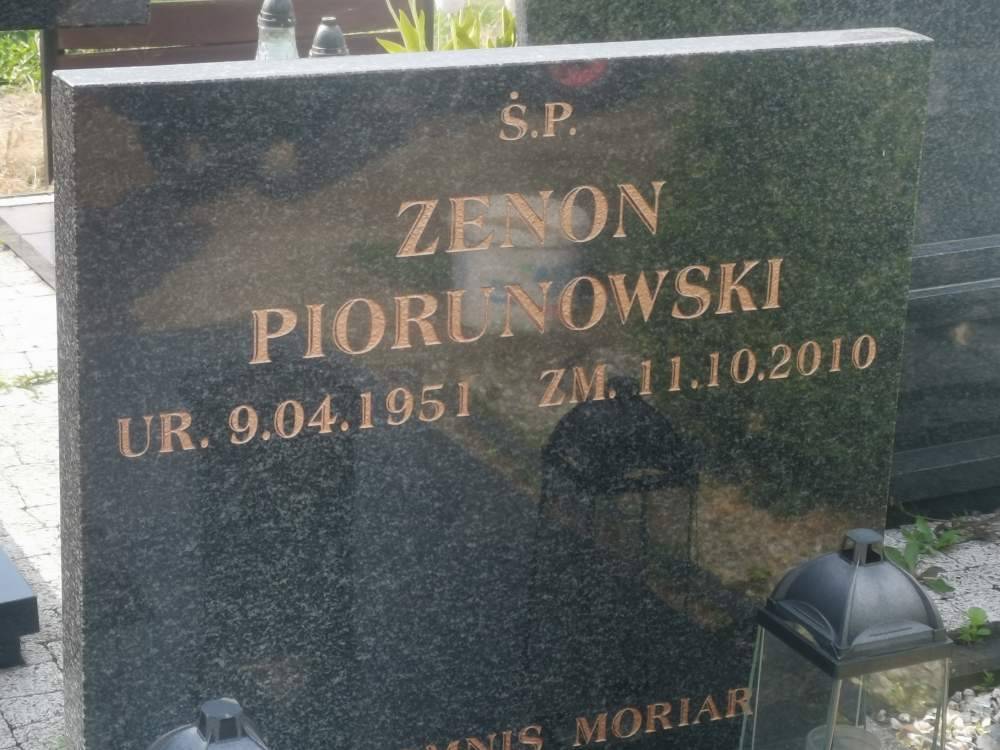 Ś.P.
ZENON
PIORUNOWSKI
UR. 9.04.1951 ZM. 11.10.2010
MORIAR